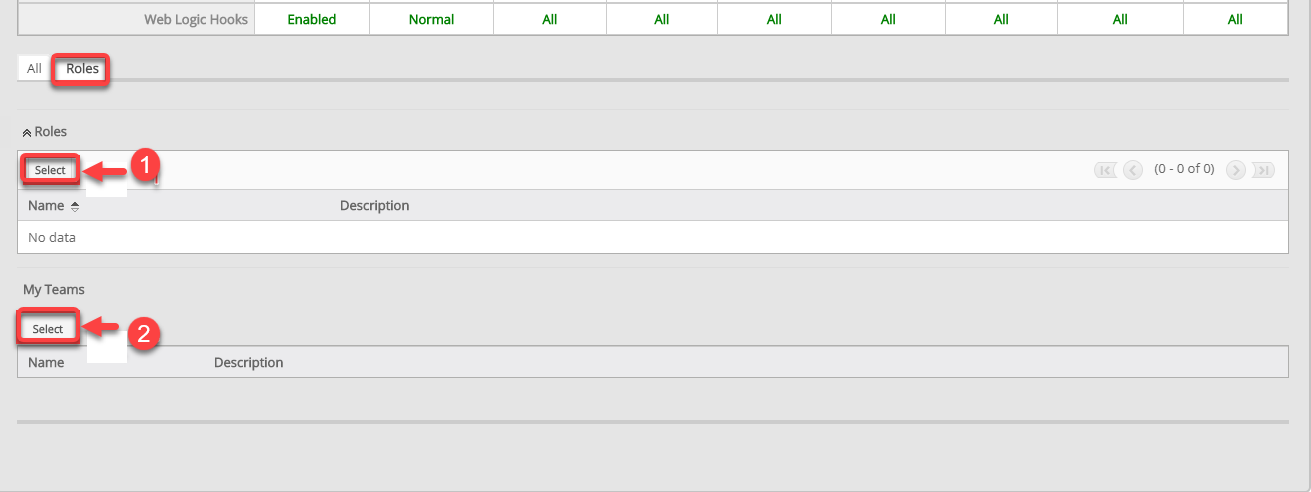 Web Logic Hooks Enabled Normal All All All All All All All
All Roles
Roles
Select 1 (0 - 0 of 0)
Name Description
No data
My Teams
Select 2
Name Description